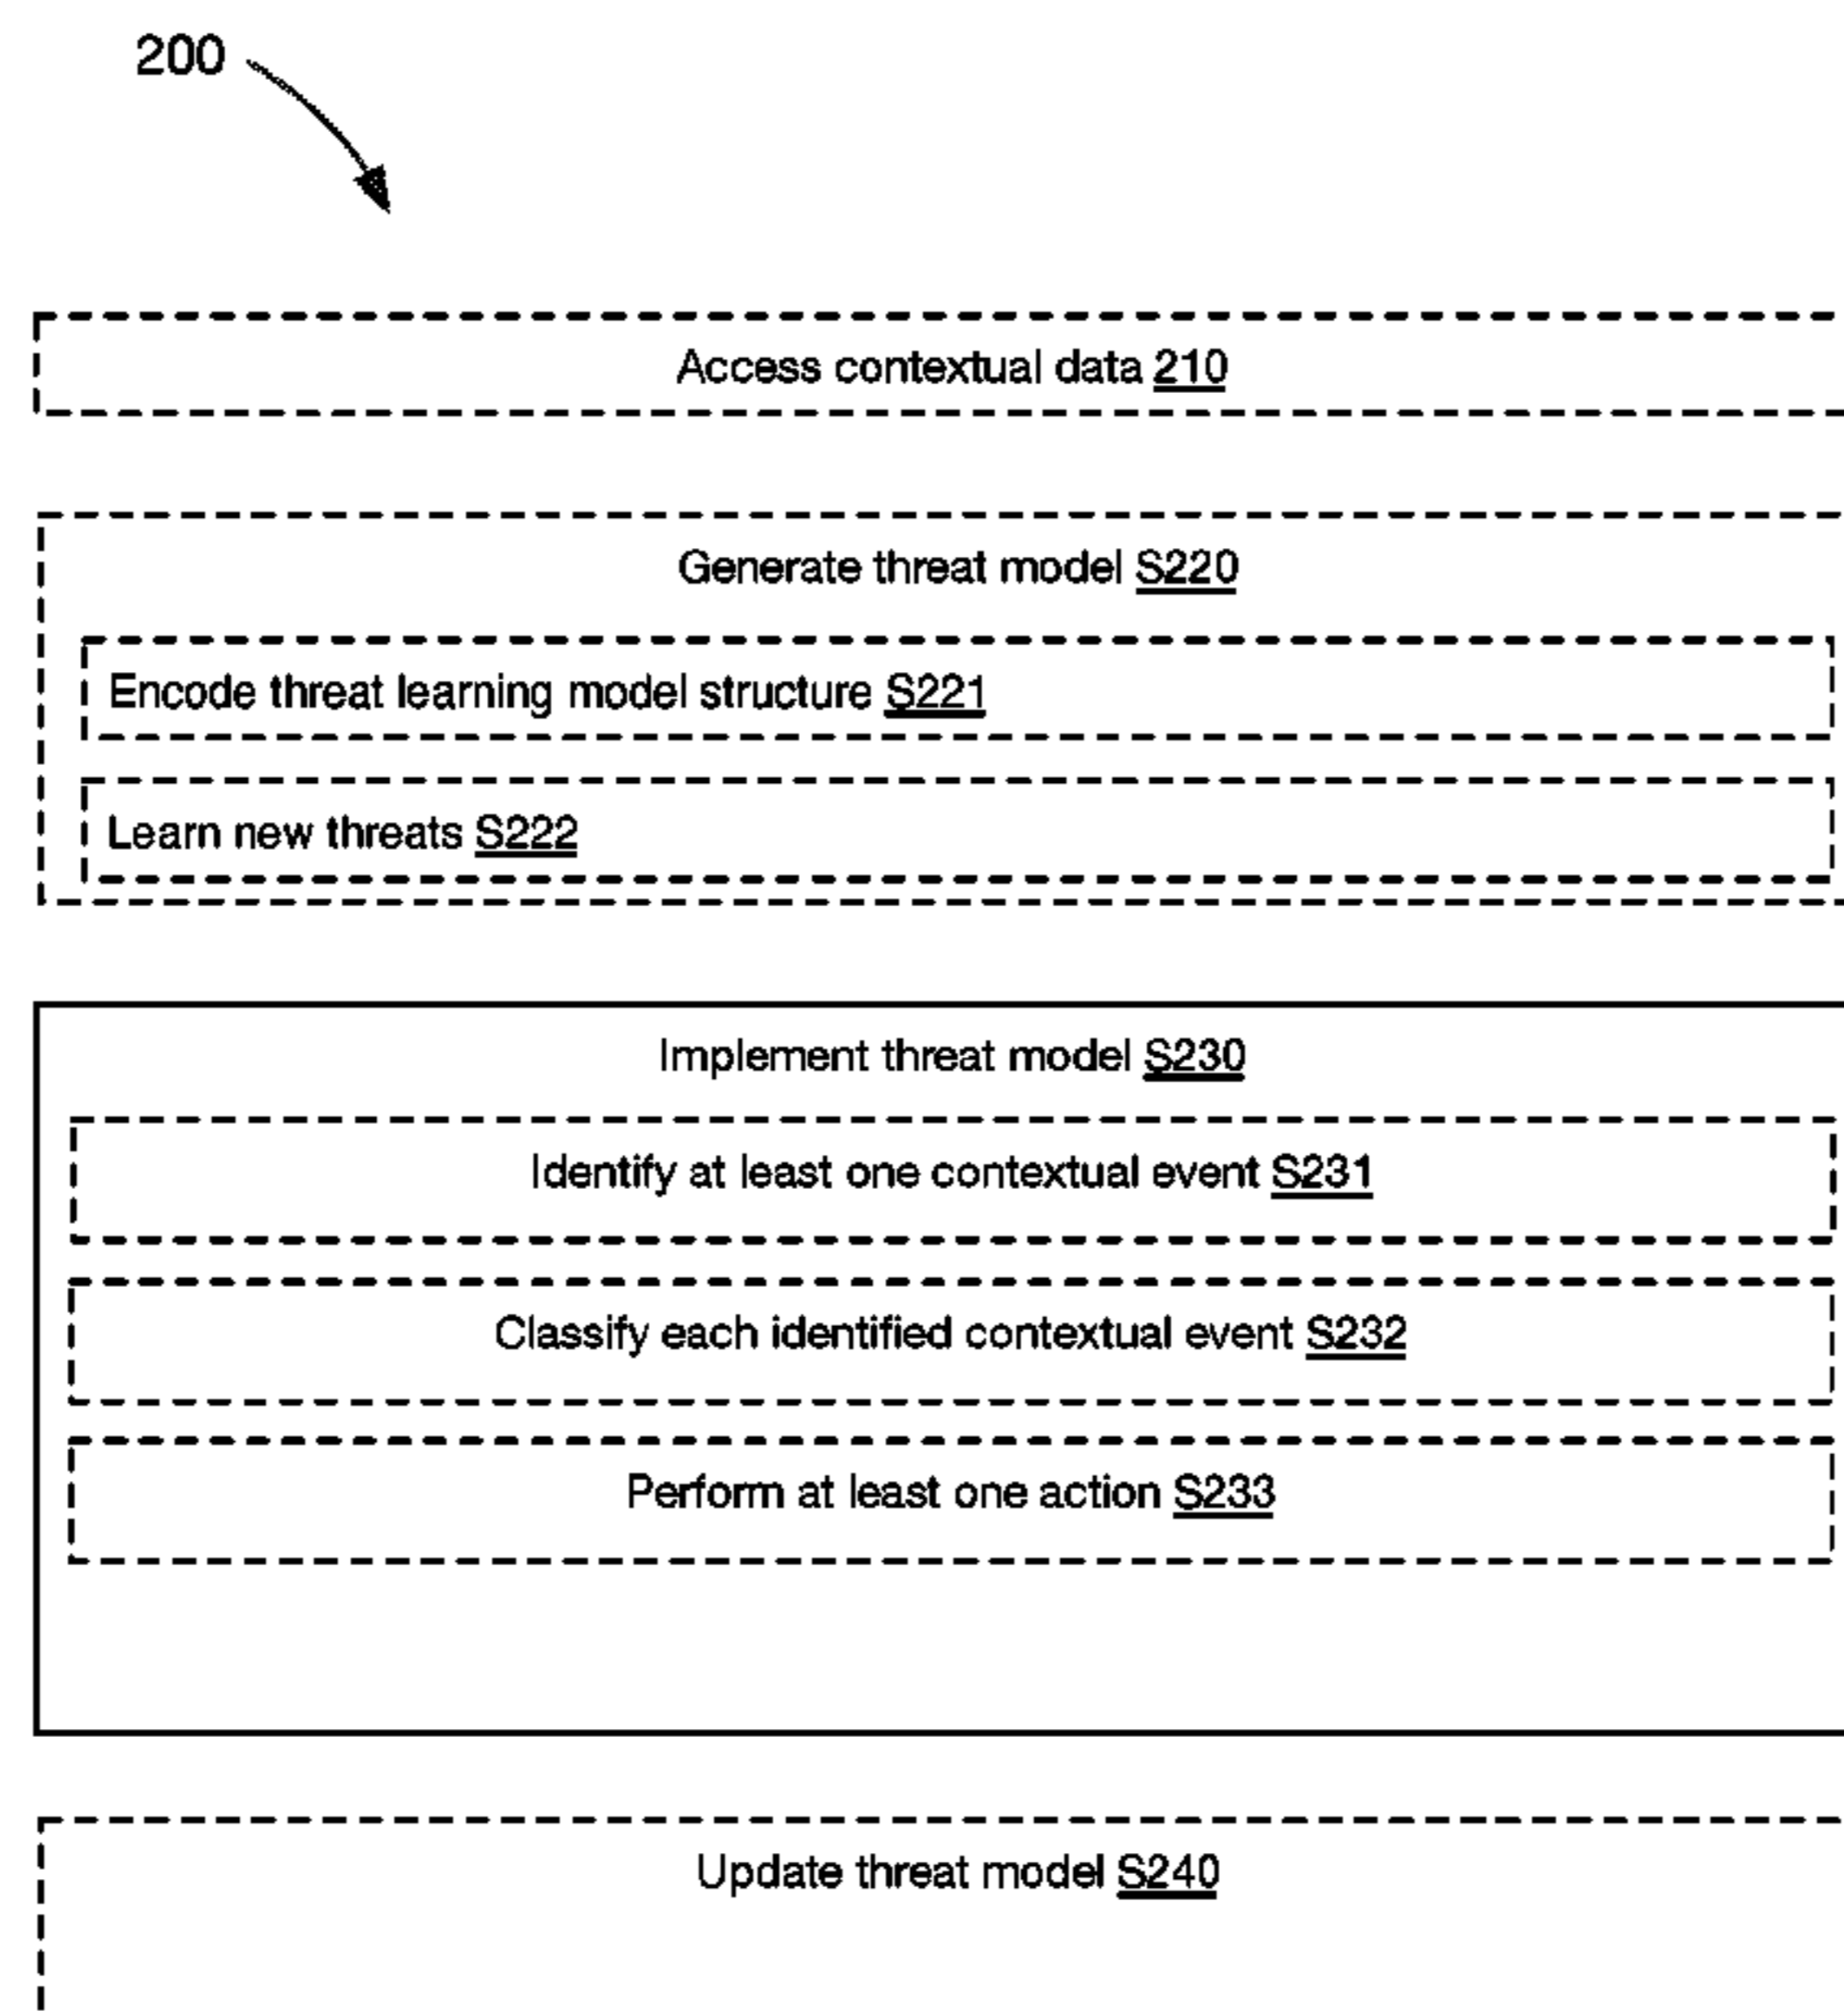 200
Access contextual data 210
Generate threat model S220
Encode threat learning model structure S221
Learn new threats S222
Implement threat model S230
Identify at least one contextual event S231
Classify each identified contextual event S232
Perform at least one action S233
Update threat model S240